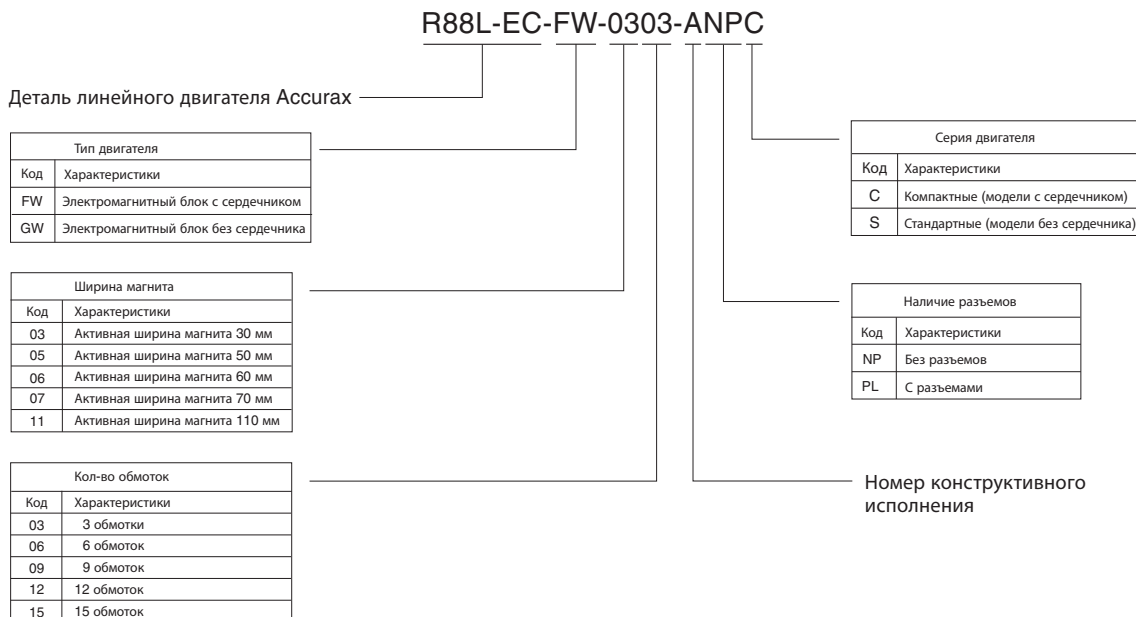 R88L-EC-FW-0303-ANPC
Деталь линейного двигателя Accurax
Тип двигателя
Код Характеристики
FW Электромагнитный блок с сердечником
GW Электромагнитный блок без сердечника
Ширина магнита
Код Характеристики
03 Активная ширина магнита 30 мм
05 Активная ширина магнита 50 мм
06 Активная ширина магнита 60 мм
07 Активная ширина магнита 70 мм
11 Активная ширина магнита 110 мм
Кол-во обмоток
Код Характеристики
03 3 обмотки
06 6 обмоток
09 9 обмоток
12 12 обмоток
15 15 обмоток
Серия двигателя
Код Характеристики
C Компактные (модели с сердечником)
S Стандартные (модели без сердечника)
Наличие разъемов
Код Характеристики
NP Без разъемов
PL С разъемами
Номер конструктивного
исполнения